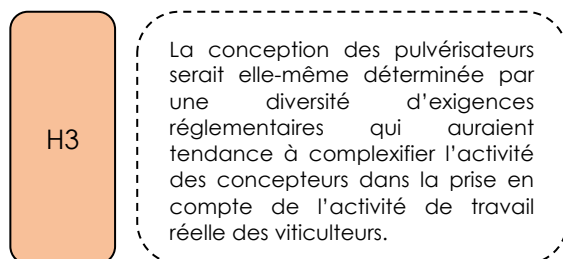 H3
La conception des pulvérisateurs
serait elle-même déterminée par
une diversité d'exigences
réglementaires qui auraient
tendance à complexifier l'activité
des concepteurs dans la prise en
compte de l'activité de travail
réelle des viticulteurs.